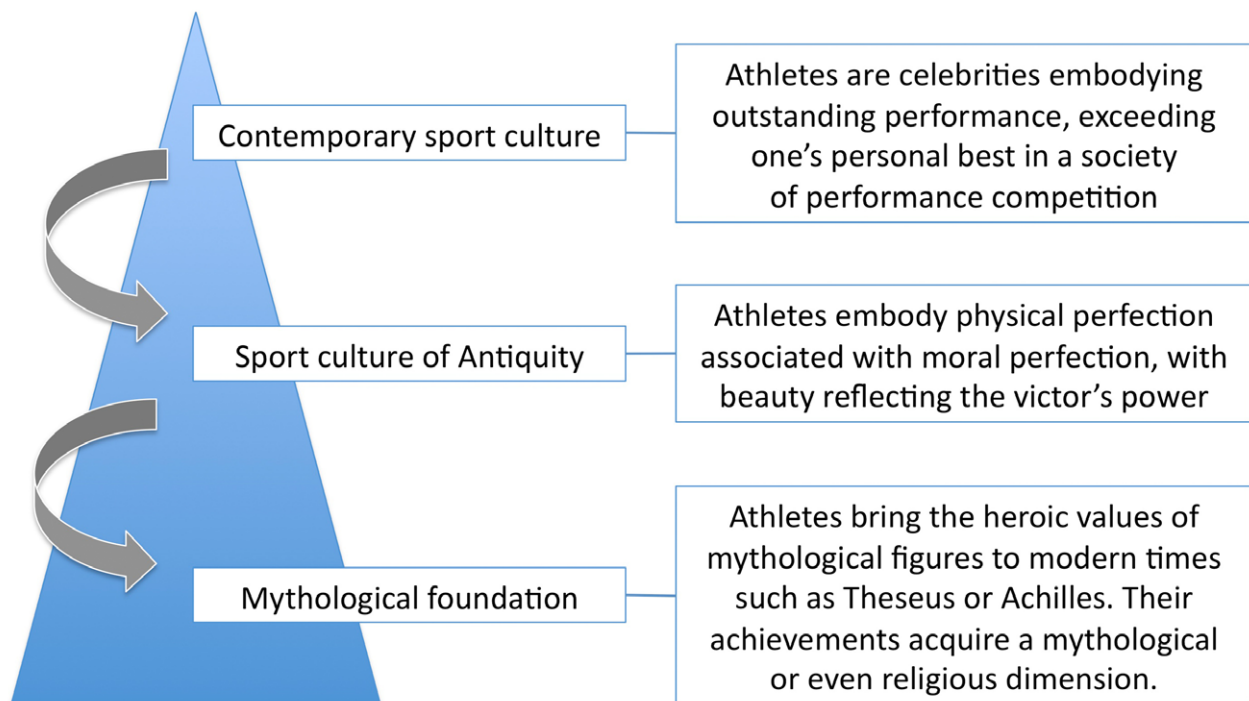 Contemporary sport culture
Athletes are celebrities embodying
outstanding performance, exceeding
one’s personal best in a society
of performance competition
Sport culture of Antiquity
Athletes embody physical perfection
associated with moral perfection, with
beauty reflecting the victor’s power
Mythological foundation
Athletes bring the heroic values of
mythological figures to modern times
such as Theseus or Achilles. Their
achievements acquire a mythological
or even religious dimension.